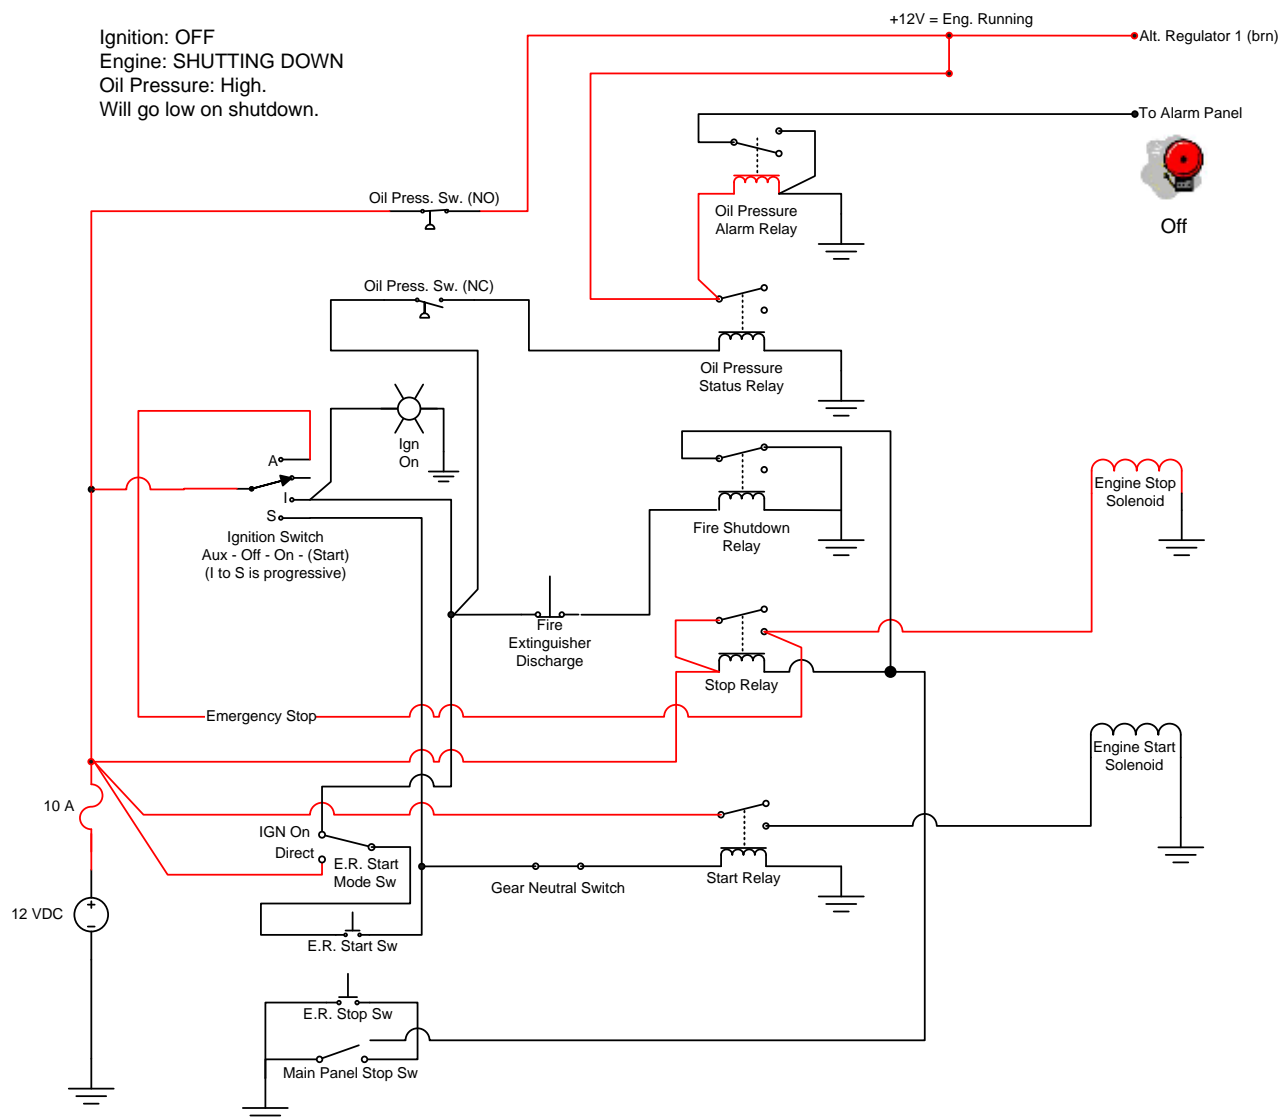 +12V = Eng. Running
Ignition: OFF
Engine: SHUTTING DOWN
Oil Pressure: High.
Will go low on shutdown.
Alt. Regulator 1 (brn)
To Alarm Panel
Off
Oil Press. Sw. (NO)
Oil Pressure
Alarm Relay
Oil Press. Sw. (NC)
Oil Pressure
Status Relay
Ign
On
A
I
S
Ignition Switch
Aux - Off - On - (Start)
(I to S is progressive)
Engine Stop
Solenoid
Fire Shutdown
Relay
Fire
Extinguisher
Discharge
Stop Relay
Emergency Stop
Engine Start
Solenoid
10 A
IGN On
Direct
E.R. Start
Mode Sw
Gear Neutral Switch
Start Relay
12 VDC
+
−
E.R. Start Sw
E.R. Stop Sw
Main Panel Stop Sw